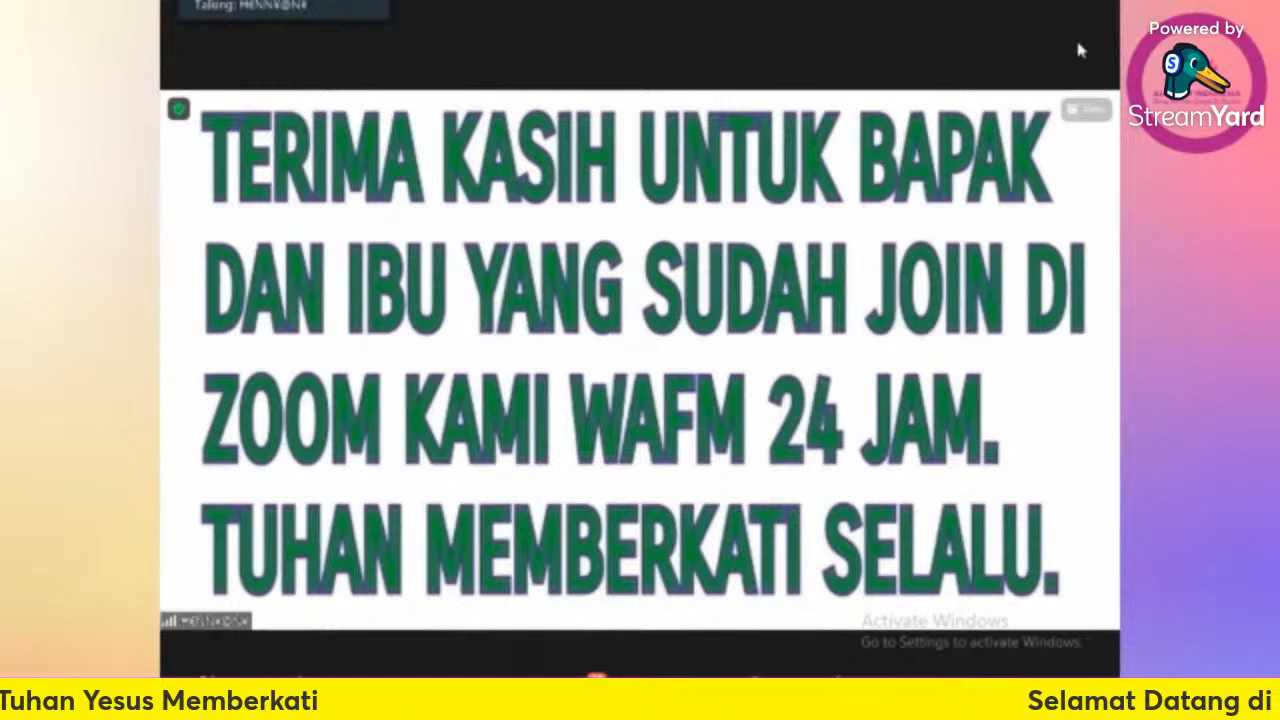 Powered by
StreamYard
TERIMA KASIH UNTUK BAPAK
DAN IBU YANG SUDAH JOIN DI
ZOOM KAMI WAFM 24 JAM.
TUHAN MEMBERKATI SELALU.
Activate Windows
Go to Settings to activate Windows.
Tuhan Yesus Memberkati
Selamat Datang di